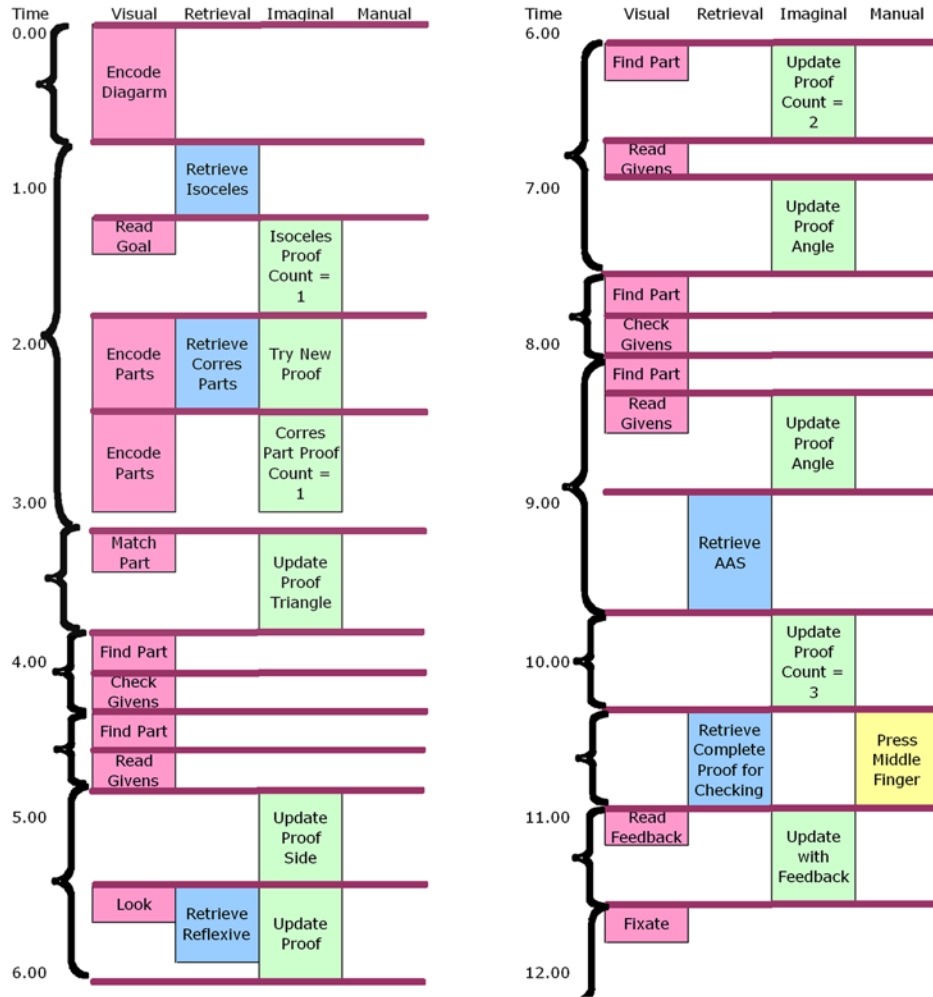 Time Visual Retrieval Imaginal Manual
0.00
Encode
Diagarm
Retrieve
Isoceles
1.00
Read
Goal
Isoceles
Proof
Count =
1
2.00
Encode
Parts
Retrieve
Corres
Parts
Try New
Proof
Encode
Parts
Corres
Part Proof
Count =
1
3.00
Match
Part
Update
Proof
Triangle
4.00
Find Part
Check
Givens
Find Part
Read
Givens
5.00
Update
Proof
Side
Look
Retrieve
Reflexive
Update
Proof
6.00
Time Visual Retrieval Imaginal Manual
6.00
Find Part
Update
Proof
Count =
2
Read
Givens
7.00
Update
Proof
Angle
Find Part
Check
Givens
8.00
Find Part
Read
Givens
Update
Proof
Angle
9.00
Retrieve
AAS
10.00
Update
Proof
Count =
3
Retrieve
Complete
Proof for
Checking
Press
Middle
Finger
11.00
Read
Feedback
Update
with
Feedback
Fixate
12.00